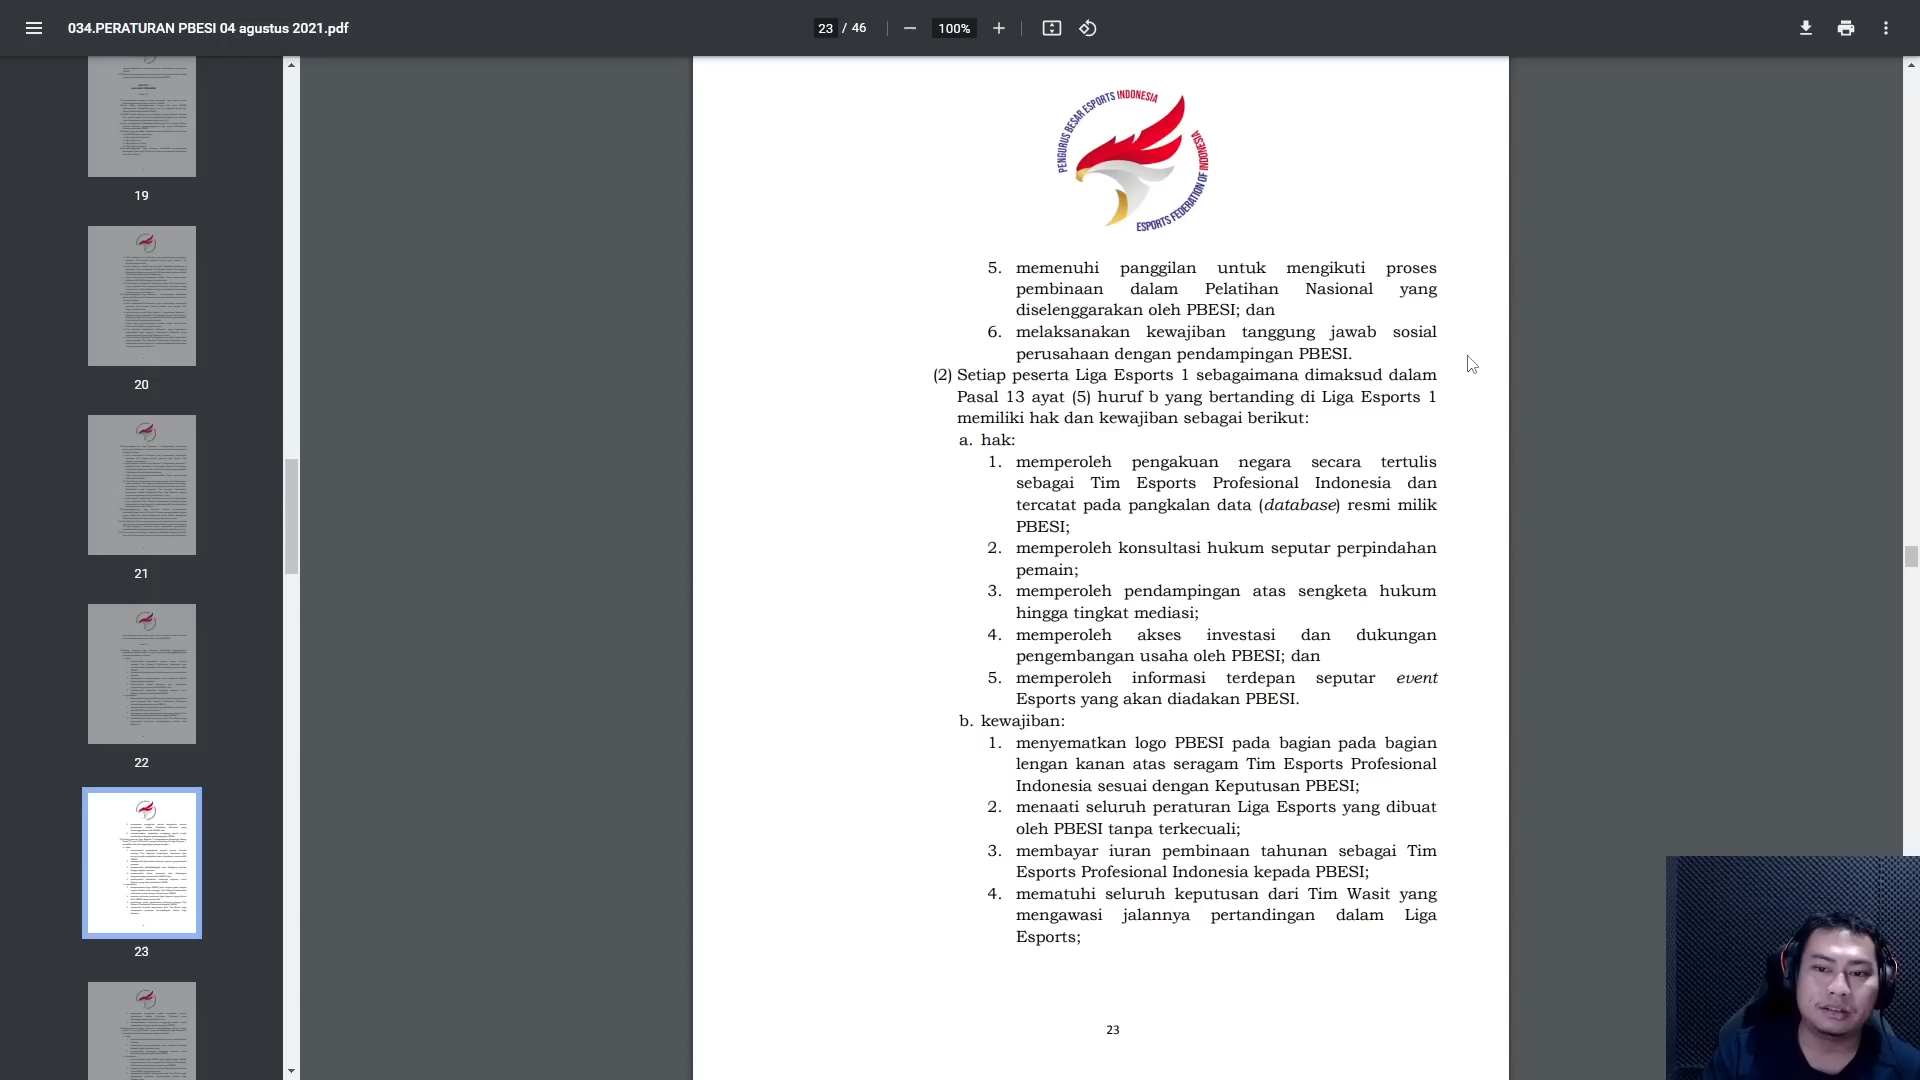 034.PERATURAN PBESI 04 agustus 2021.pdf
23 / 46
100%
19
20
21
22
23
PENGURUS BESAR ESPORTS INDONESIA
ESPORTS FEDERATION OF INDONESIA
5. memenuhi panggilan untuk mengikuti proses
pembinaan dalam Pelatihan Nasional yang
diselenggarakan oleh PBESI; dan
6. melaksanakan kewajiban tanggung jawab sosial
perusahaan dengan pendampingan PBESI.
(2) Setiap peserta Liga Esports 1 sebagaimana dimaksud dalam
Pasal 13 ayat (5) huruf b yang bertanding di Liga Esports 1
memiliki hak dan kewajiban sebagai berikut:
a. hak:
1. memperoleh pengakuan negara secara tertulis
sebagai Tim Esports Profesional Indonesia dan
tercatat pada pangkalan data (database) resmi milik
PBESI;
2. memperoleh konsultasi hukum seputar perpindahan
pemain;
3. memperoleh pendampingan atas sengketa hukum
hingga tingkat mediasi;
4. memperoleh akses investasi dan dukungan
pengembangan usaha oleh PBESI; dan
5. memperoleh informasi terdepan seputar event
Esports yang akan diadakan PBESI.
b. kewajiban:
1. menyematkan logo PBESI pada bagian pada bagian
lengan kanan atas seragam Tim Esports Profesional
Indonesia sesuai dengan Keputusan PBESI;
2. menaati seluruh peraturan Liga Esports yang dibuat
oleh PBESI tanpa terkecuali;
3. membayar iuran pembinaan tahunan sebagai Tim
Esports Profesional Indonesia kepada PBESI;
4. mematuhi seluruh keputusan dari Tim Wasit yang
mengawasi jalannya pertandingan dalam Liga
Esports;
23